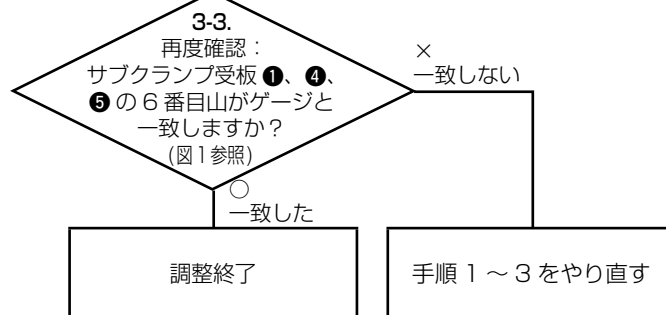 3-3.
再度確認：
サブクランプ受板❶、❹、
❺の６番目山がゲージと
一致しますか？
(図１参照)
×
一致しない
○
一致した
調整終了
手順１～３をやり直す